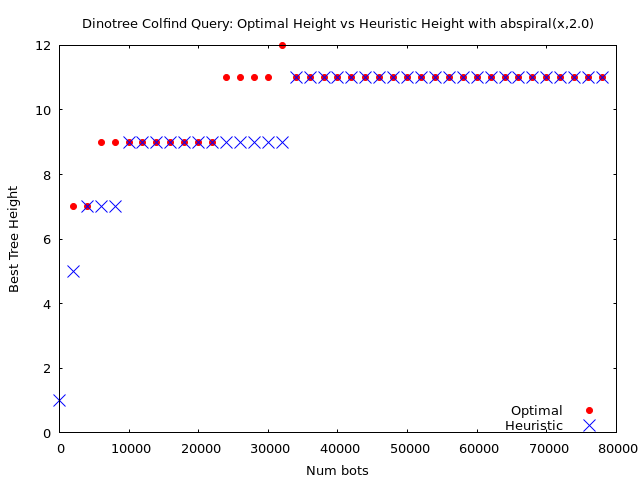 Dinotree Colfind Query: Optimal Height vs Heuristic Height with abspiral(x,2.0)
12
10
8
6
4
2
0
Best Tree Height
0 10000 20000 30000 40000 50000 60000 70000 80000
Num bots
Optimal
Heuristic